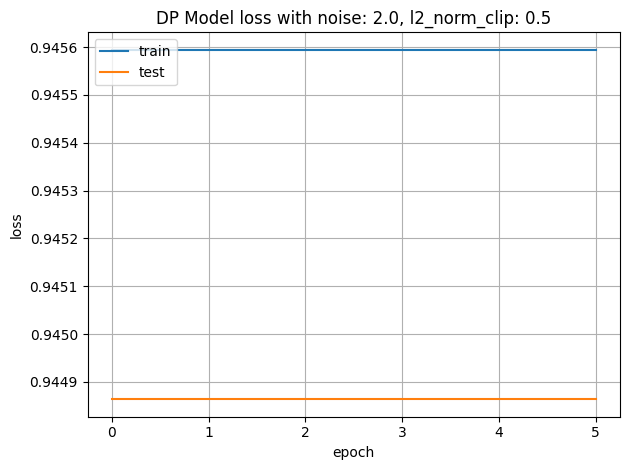 DP Model loss with noise: 2.0, l2_norm_clip: 0.5
train
test
0.9456
0.9455
0.9454
0.9453
0.9452
0.9451
0.9450
0.9449
loss
0 1 2 3 4 5
epoch